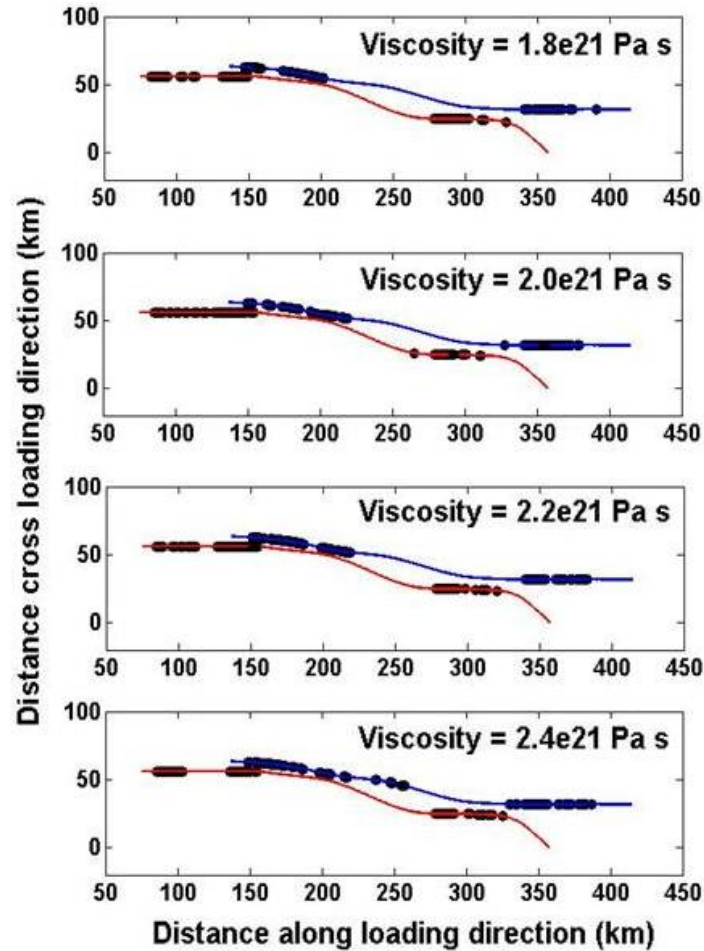 Distance cross loading direction (km)
Viscosity = 1.8e21 Pa s
100
50
0
50 100 150 200 250 300 350 400 450
Viscosity = 2.0e21 Pa s
100
50
0
50 100 150 200 250 300 350 400 450
Viscosity = 2.2e21 Pa s
100
50
0
50 100 150 200 250 300 350 400 450
Viscosity = 2.4e21 Pa s
100
50
0
50 100 150 200 250 300 350 400 450
Distance along loading direction (km)